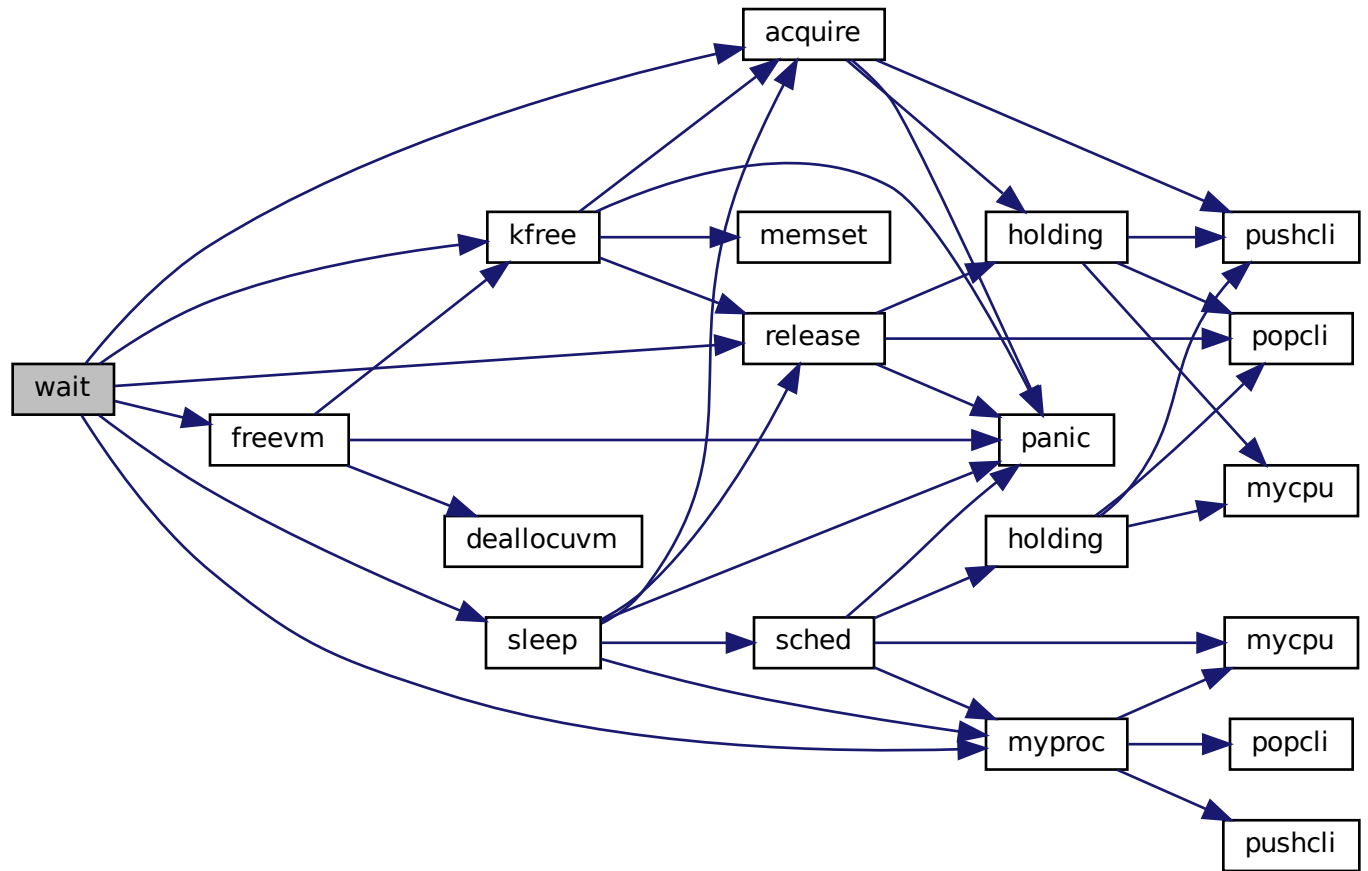 acquire
kfree
memset
holding
pushcli
release
popcli
wait
freevm
panic
mycpu
deallocuvm
holding
sleep
sched
mycpu
myproc
popcli
pushcli